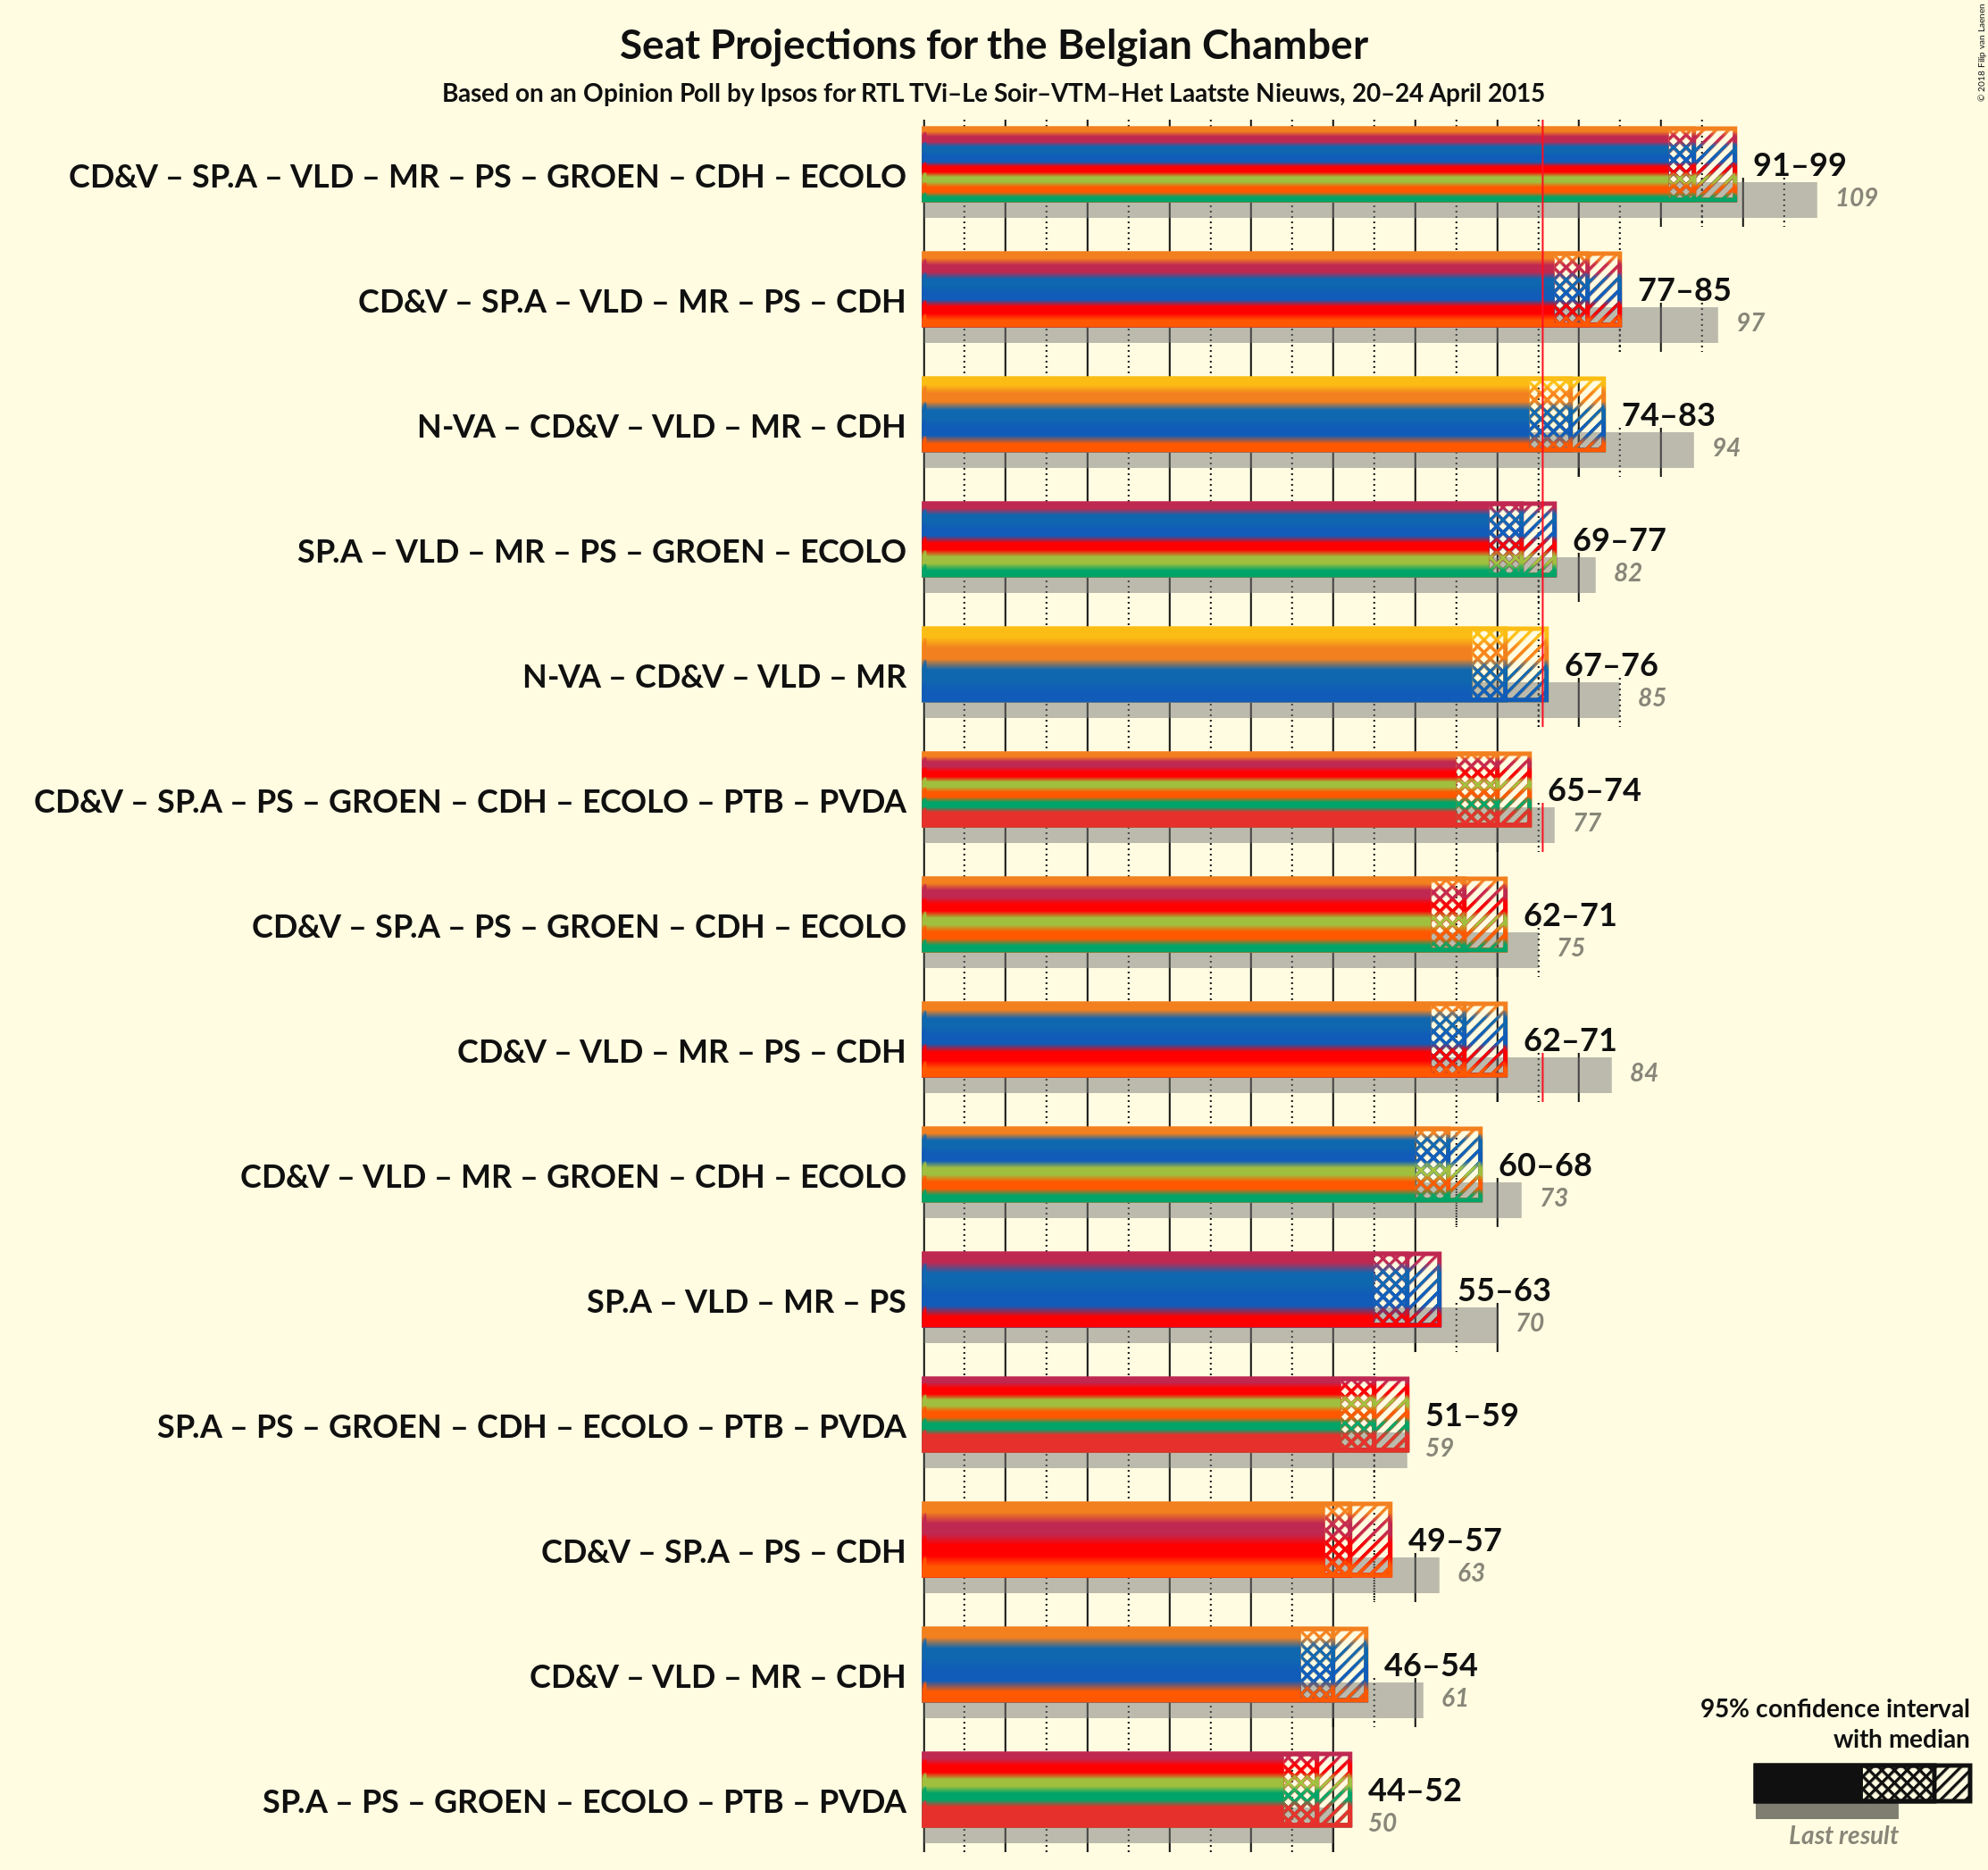 Seat Projections for the Belgian Chamber
Based on an Opinion Poll by Ipsos for RTL TVi–Le Soir–VTM–Het Laatste Nieuws, 20–24 April 2015
© 2018 Filip van Laenen
CD&V – SP.A – VLD – MR – PS – GROEN – CDH – ECOLO
91–99
109
CD&V – SP.A – VLD – MR – PS – CDH
77–85
97
N-VA – CD&V – VLD – MR – CDH
74–83
94
SP.A – VLD – MR – PS – GROEN – ECOLO
69–77
82
N-VA – CD&V – VLD – MR
67–76
85
CD&V – SP.A – PS – GROEN – CDH – ECOLO – PTB – PVDA
65–74
77
CD&V – SP.A – PS – GROEN – CDH – ECOLO
62–71
75
CD&V – VLD – MR – PS – CDH
62–71
84
CD&V – VLD – MR – GROEN – CDH – ECOLO
60–68
73
SP.A – VLD – MR – PS
55–63
70
SP.A – PS – GROEN – CDH – ECOLO – PTB – PVDA
51–59
59
CD&V – SP.A – PS – CDH
49–57
63
CD&V – VLD – MR – CDH
46–54
61
SP.A – PS – GROEN – ECOLO – PTB – PVDA
44–52
50
95% confidence interval
with median
Last result